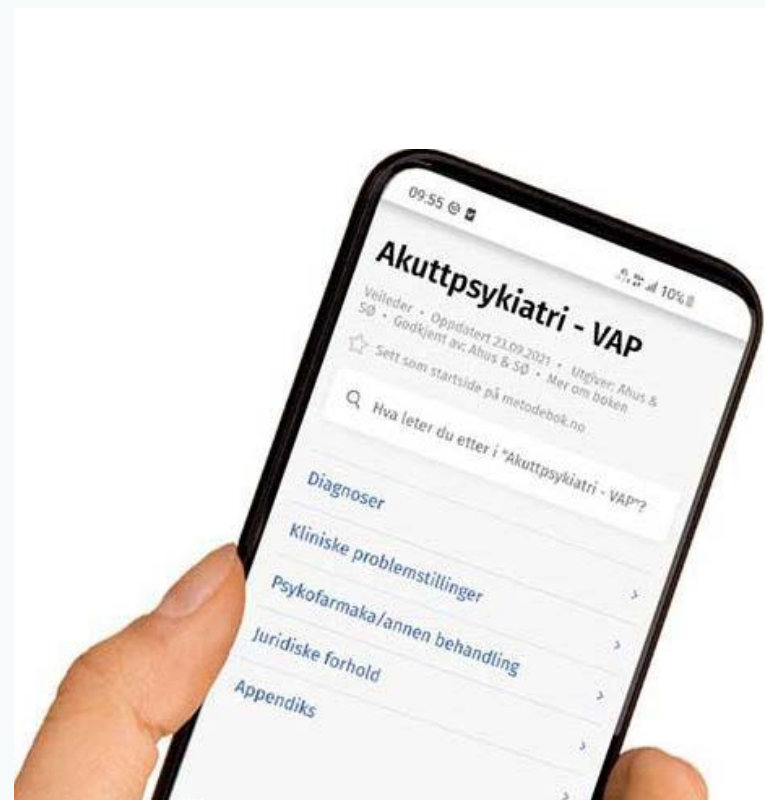 09:55
10%
Akuttpsykiatri - VAP
Veileder • Oppdatert 23.09.2021 • Utgiver: Ahus &
SØ • Godkjent av: Ahus & SØ • Mer om boken
Sett som startside på metodebok.no
Hva leter du etter i "Akuttpsykiatri - VAP"?
Diagnoser
Kliniske problemstillinger
Psykofarmaka/annen behandling
Juridiske forhold
Appendiks